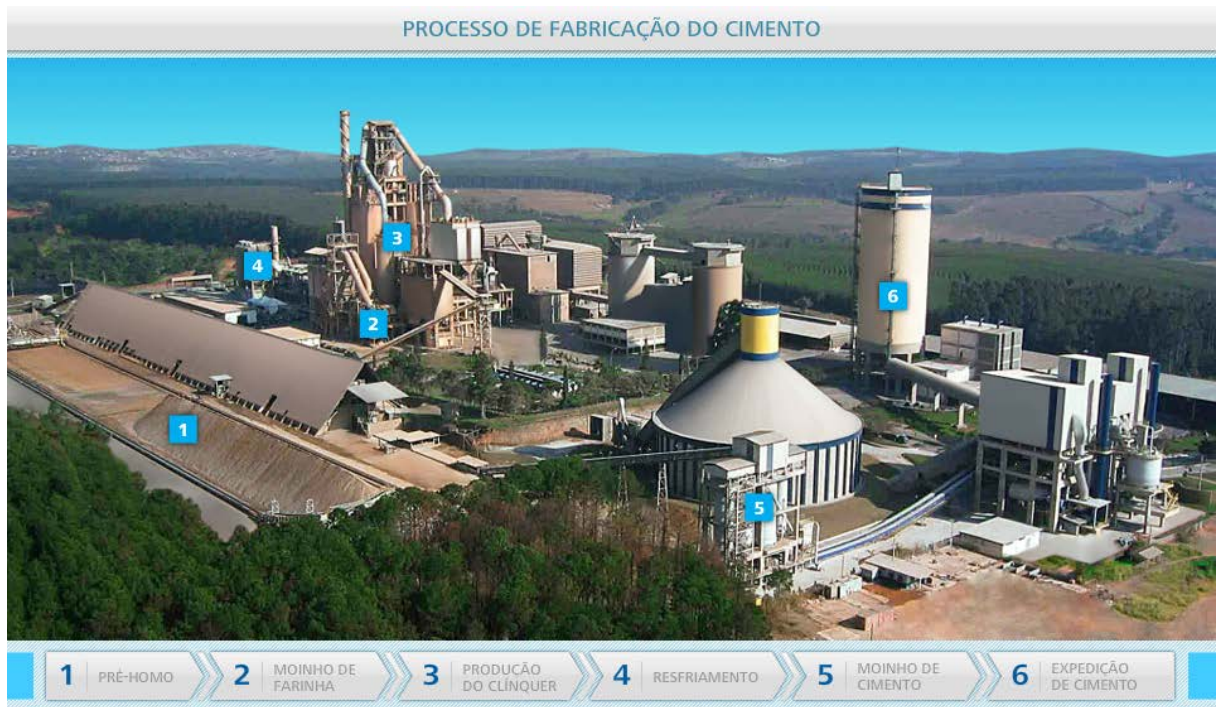 PROCESSO DE FABRICAÇÃO DO CIMENTO
3
4
6
2
1
5
1 PRÉ-HOMO
2 MOINHO DE
FARINHA
3 PRODUÇÃO
DO CLÍNQUER
4 RESFRIAMENTO
5 MOINHO DE
CIMENTO
6 EXPEDIÇÃO
DE CIMENTO